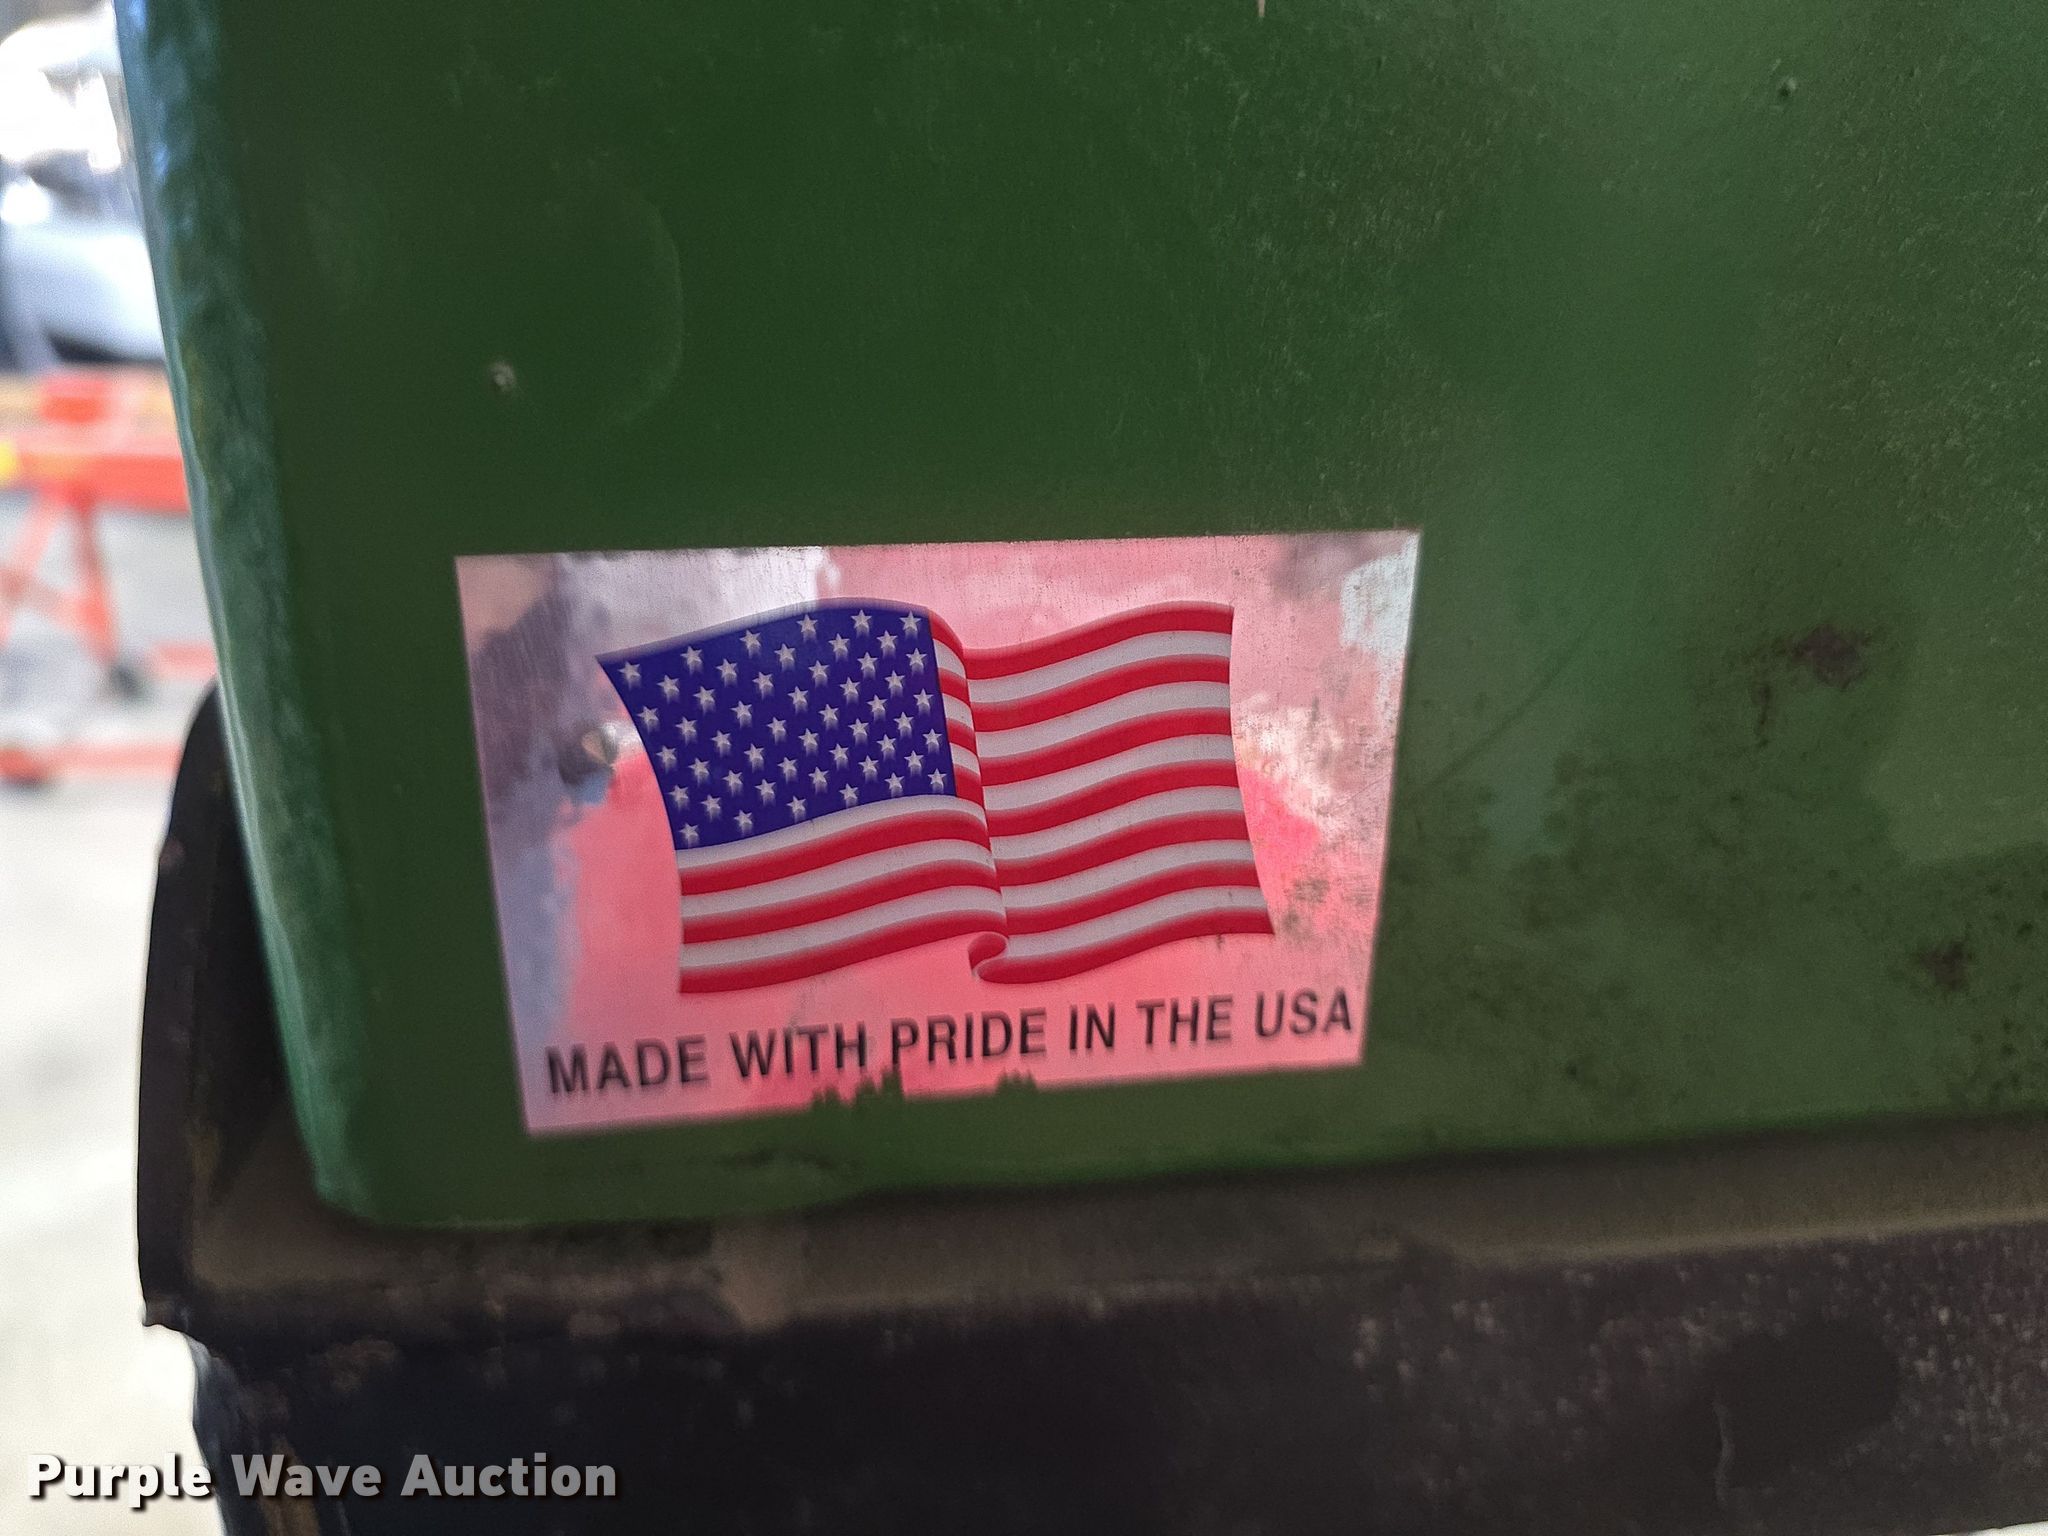 MADE WITH PRIDE IN THE USA
Purple Wave Auction